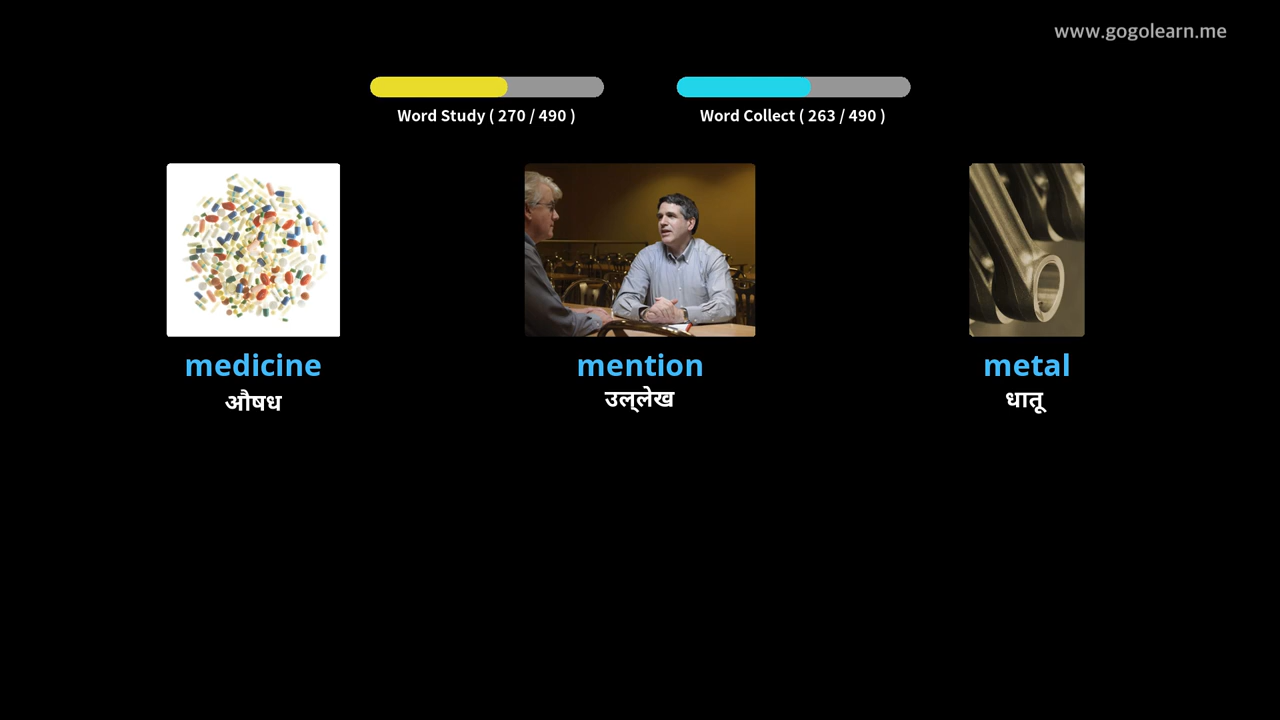 www.gogolearn.me
Word Study ( 270 / 490 )
Word Collect ( 263 / 490 )
medicine
mention
metal
औषध
उल्लेख
धातू